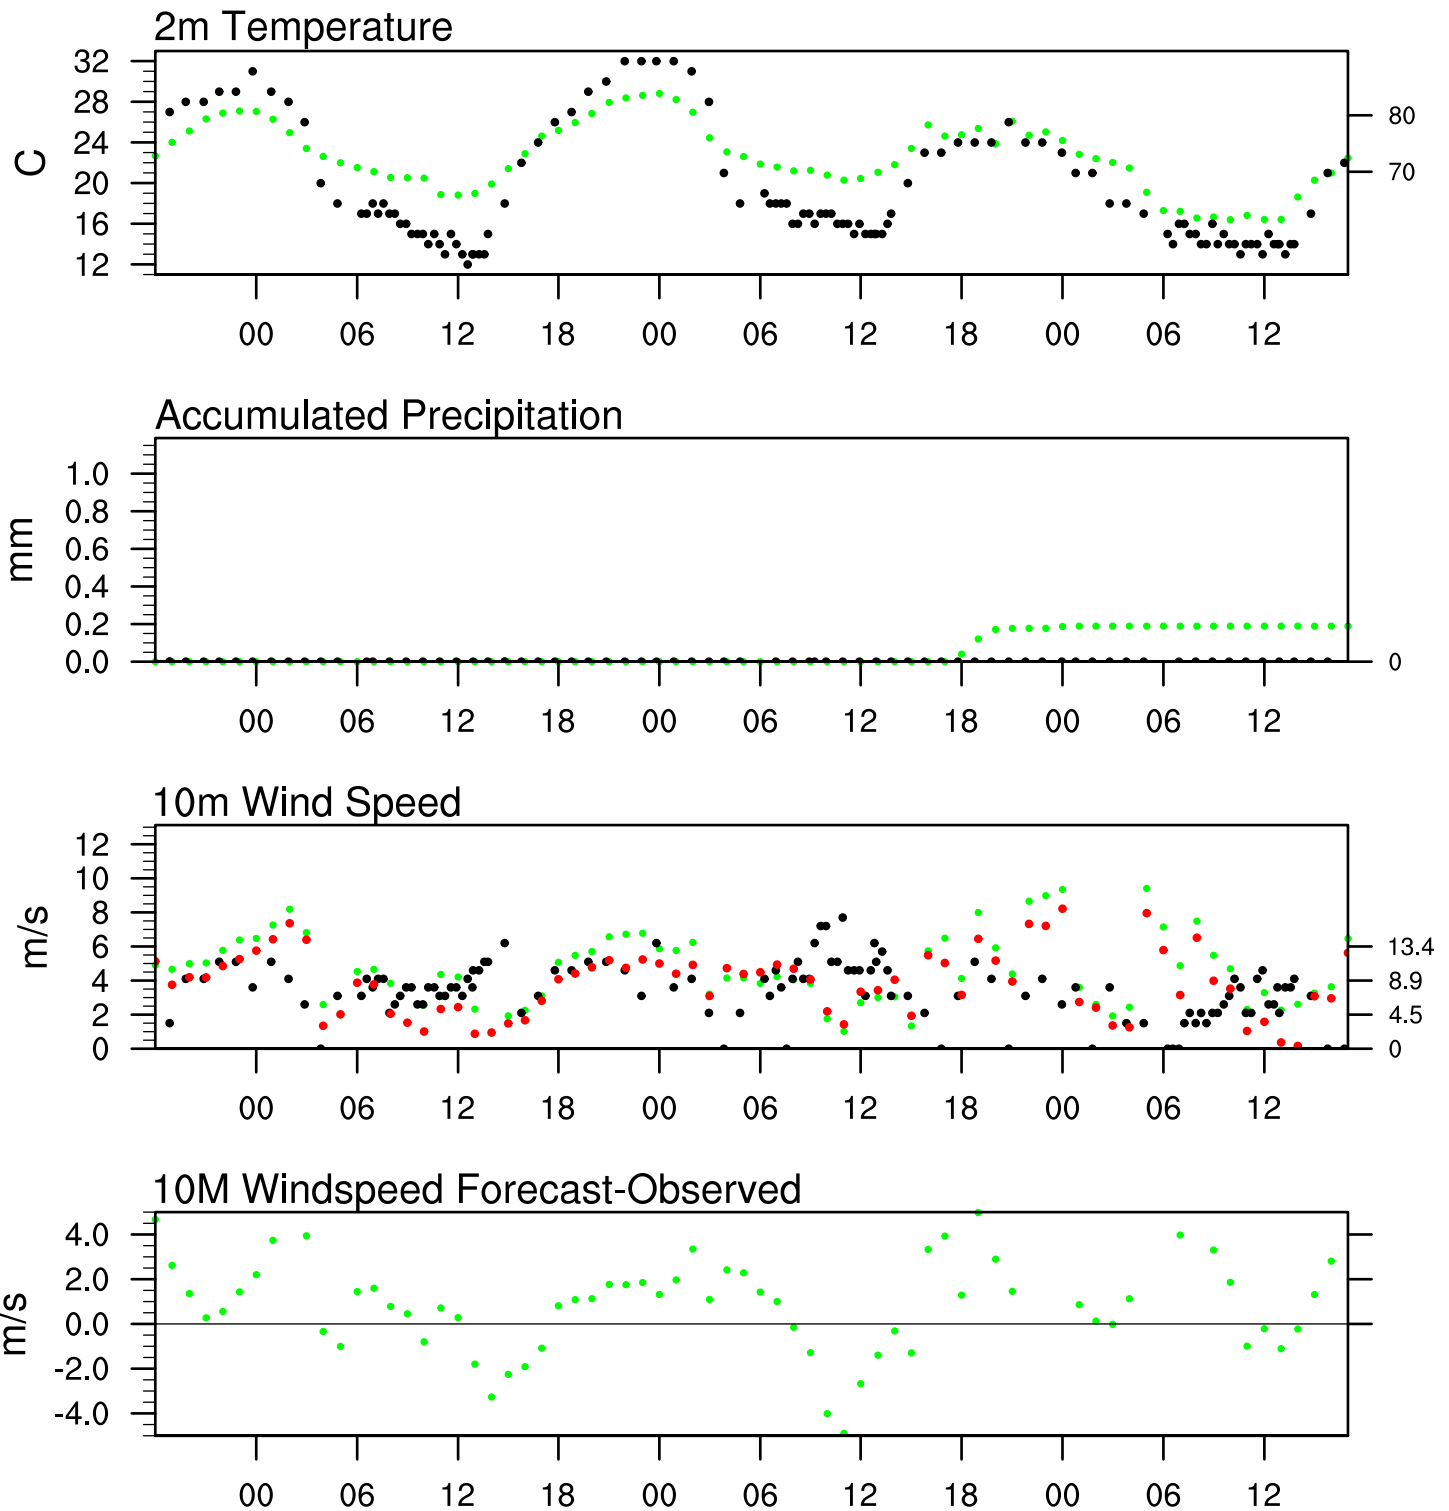 2m Temperature
32
28
24
20
16
12
C
80
70
00 06 12 18 00 06 12 18 00 06 12
Accumulated Precipitation
1.0
0.8
0.6
0.4
0.2
0.0
mm
0
00 06 12 18 00 06 12 18 00 06 12
10m Wind Speed
12
10
8
6
4
2
0
m/s
13.4
8.9
4.5
0
00 06 12 18 00 06 12 18 00 06 12
10M Windspeed Forecast-Observed
4.0
2.0
0.0
-2.0
-4.0
m/s
00 06 12 18 00 06 12 18 00 06 12